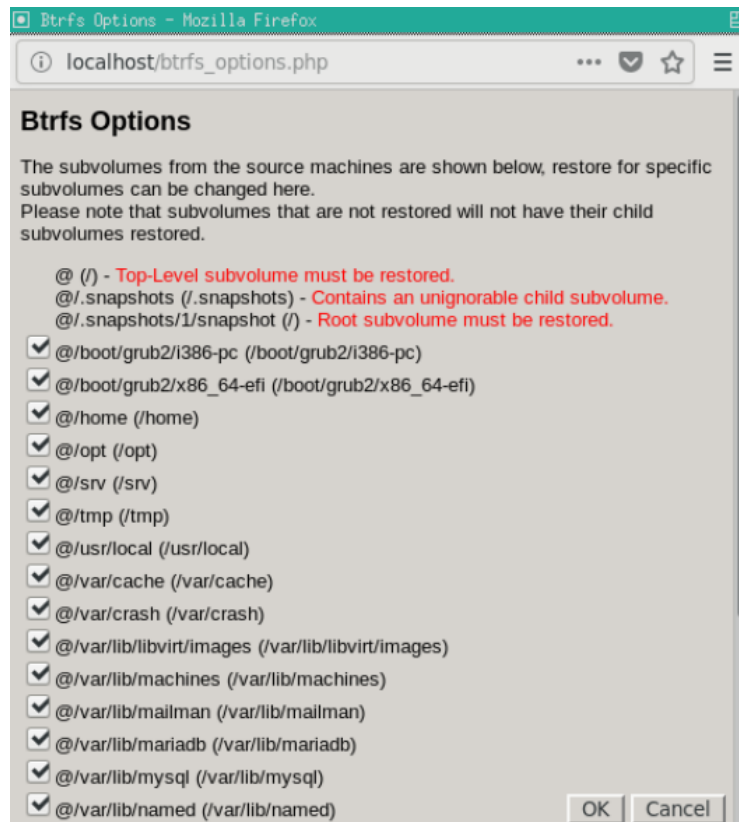 Btrfs Options - Mozilla Firefox
localhost/btrfs_options.php
Btrfs Options
The subvolumes from the source machines are shown below, restore for specific
subvolumes can be changed here.
Please note that subvolumes that are not restored will not have their child
subvolumes restored.
@ (/) - Top-Level subvolume must be restored.
@/.snapshots (/.snapshots) - Contains an unignorable child subvolume.
@/.snapshots/1/snapshot (/) - Root subvolume must be restored.
@/boot/grub2/i386-pc (/boot/grub2/i386-pc)
@/boot/grub2/x86_64-efi (/boot/grub2/x86_64-efi)
@/home (/home)
@/opt (/opt)
@/srv (/srv)
@/tmp (/tmp)
@/usr/local (/usr/local)
@/var/cache (/var/cache)
@/var/crash (/var/crash)
@/var/lib/libvirt/images (/var/lib/libvirt/images)
@/var/lib/machines (/var/lib/machines)
@/var/lib/mailman (/var/lib/mailman)
@/var/lib/mariadb (/var/lib/mariadb)
@/var/lib/mysql (/var/lib/mysql)
@/var/lib/named (/var/lib/named)
OK Cancel